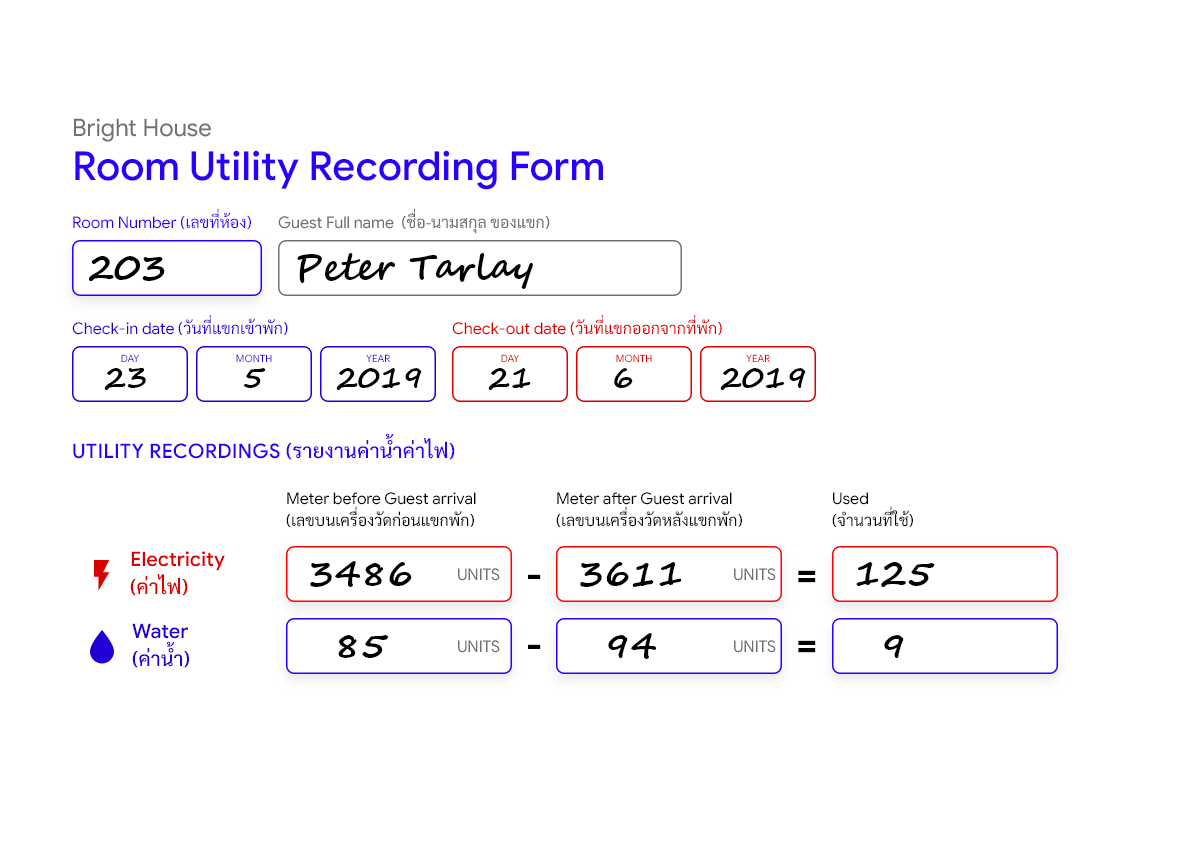 Bright House
Room Utility Recording Form
Room Number (เลขที่ห้อง) Guest Full name (ชื่อ-นามสกุล ของแขก)
203 Peter Tarlay
Check-in date (วันที่แขกเข้าพัก) Check-out date (วันที่แขกออกจากที่พัก)
DAY MONTH YEAR DAY MONTH YEAR
23 5 2019 21 6 2019
UTILITY RECORDINGS (รายงานค่าน้ำค่าไฟ)
Meter before Guest arrival Meter after Guest arrival Used
(เลขบนเครื่องวัดก่อนแขกพัก) (เลขบนเครื่องวัดหลังแขกพัก) (จำนวนที่ใช้)
Electricity
(ค่าไฟ)
3486 UNITS - 3611 UNITS = 125
Water
(ค่าน้ำ)
85 UNITS - 94 UNITS = 9